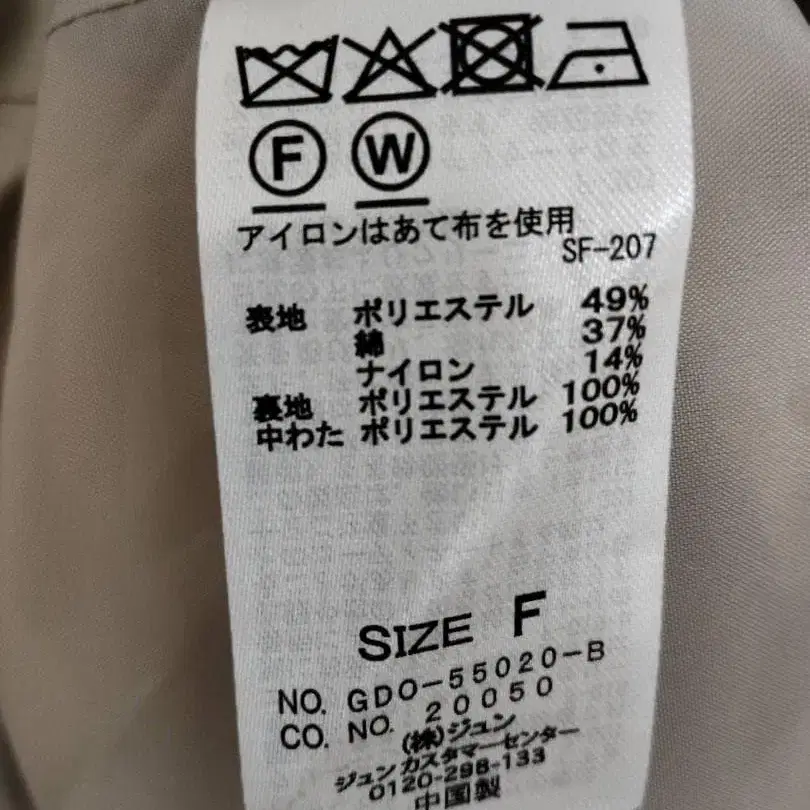 F W
アイロンはあて布を使用
SF-207
表地 ポリエステル 49%
綿 37%
ナイロン 14%
裏地 ポリエステル 100%
中わた ポリエステル 100%
SIZE F
NO. GDO-55020-B
CO. NO. 20050
(株)ジュン
ジュンカスタマーセンター
0120-298-133
中国製